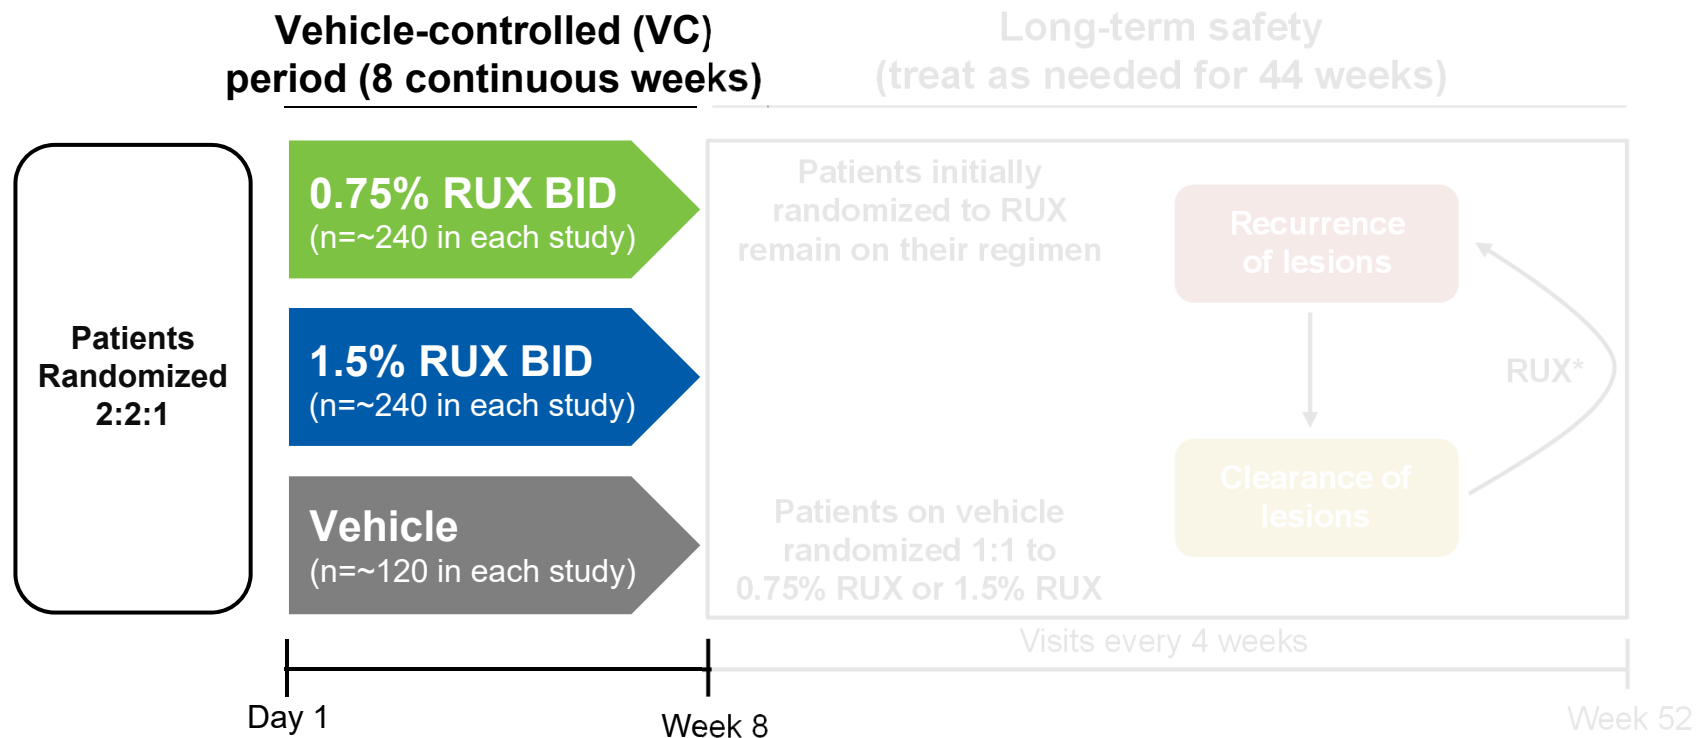 Vehicle-controlled (VC)
period (8 continuous weeks)
Long-term safety
(treat as needed for 44 weeks)
Patients
Randomized
2:2:1
0.75% RUX BID
(n=~240 in each study)
1.5% RUX BID
(n=~240 in each study)
Vehicle
(n=~120 in each study)
Patients initially
randomized to RUX
remain on their regimen
Patients on vehicle
randomized 1:1 to
0.75% RUX or 1.5% RUX
Recurrence
of lesions
RUX*
Clearance of
lesions
Visits every 4 weeks
Day 1
Week 8
Week 52